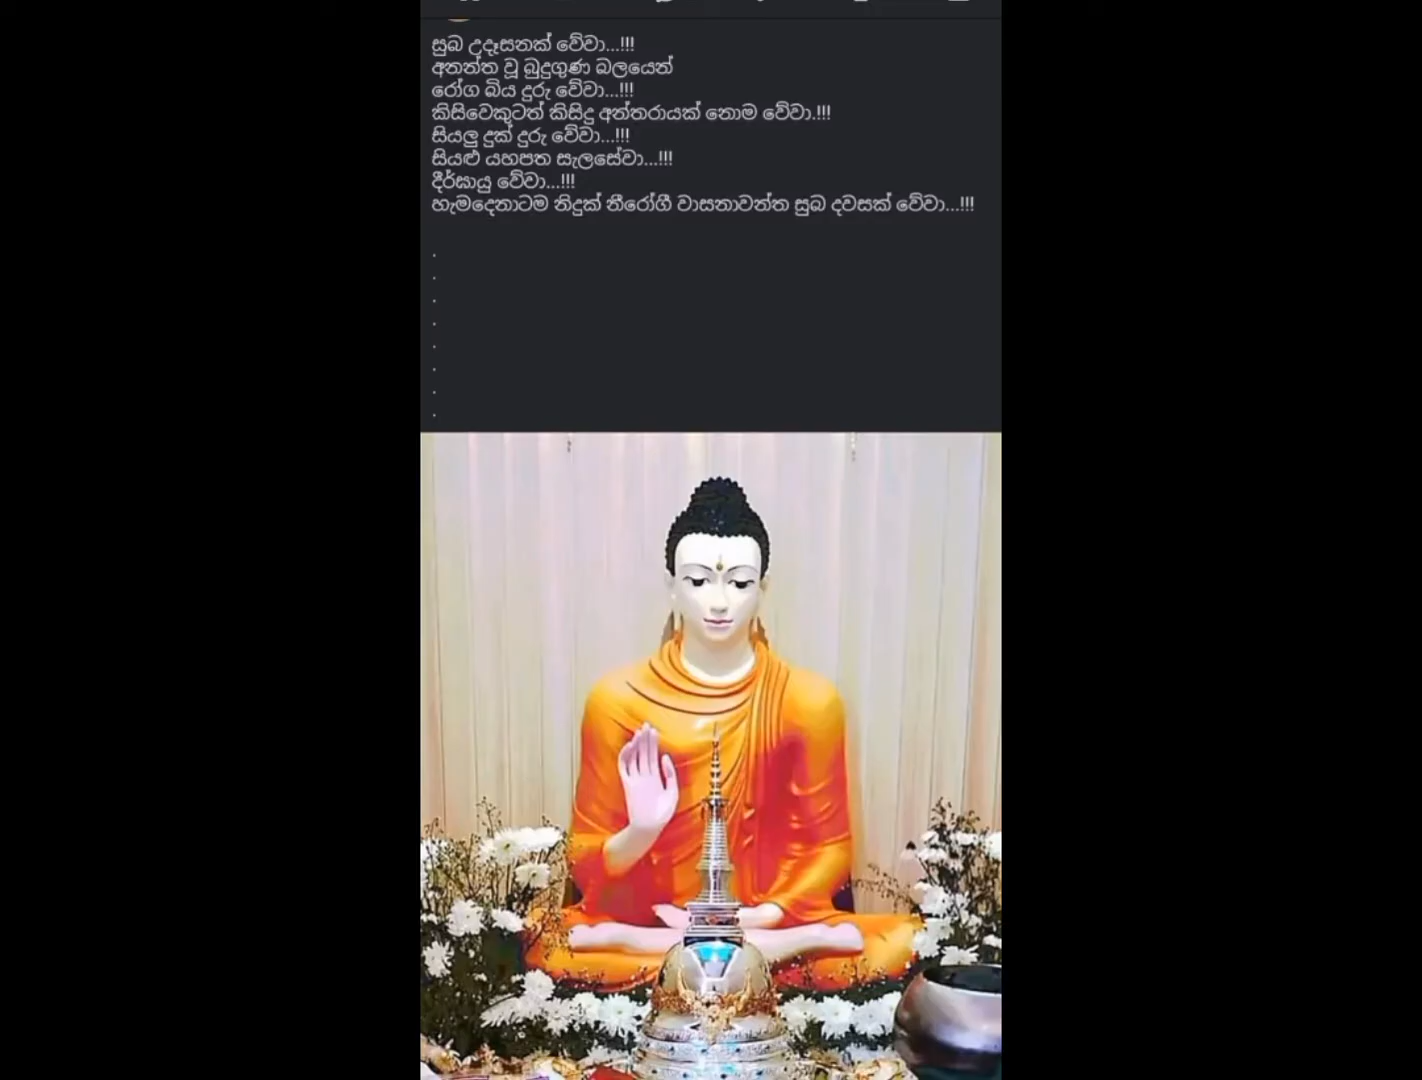 සුබ උදෑසනක් වේවා...!!!
අනන්ත වූ බුදුගුණ බලයෙන්
රෝග බිය දුරු වේවා...!!!
කිසිවෙකුටත් කිසිදු අන්තරායක් නොම වේවා.!!!
සියලු දුක් දුරු වේවා...!!!
සියළු යහපත සැලසේවා...!!!
දීර්ඝායු වේවා...!!!
හැමදෙනාටම නිදුක් නීරෝගී වාසනාවන්ත සුබ දවසක් වේවා...!!!
.
.
.
.
.
.
.
.